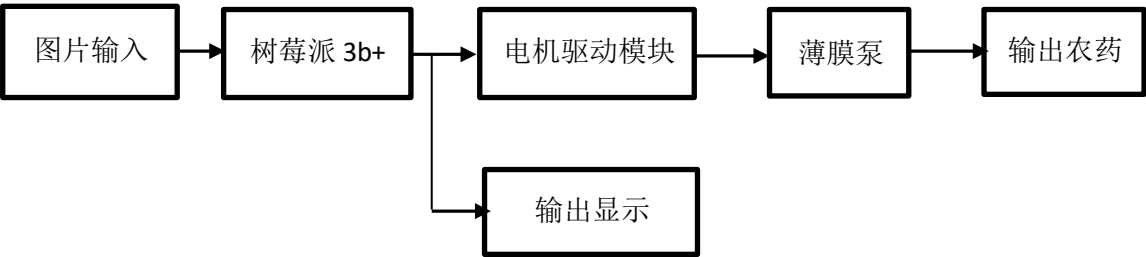 图片输入
树莓派 3b+
电机驱动模块
薄膜泵
输出农药
输出显示